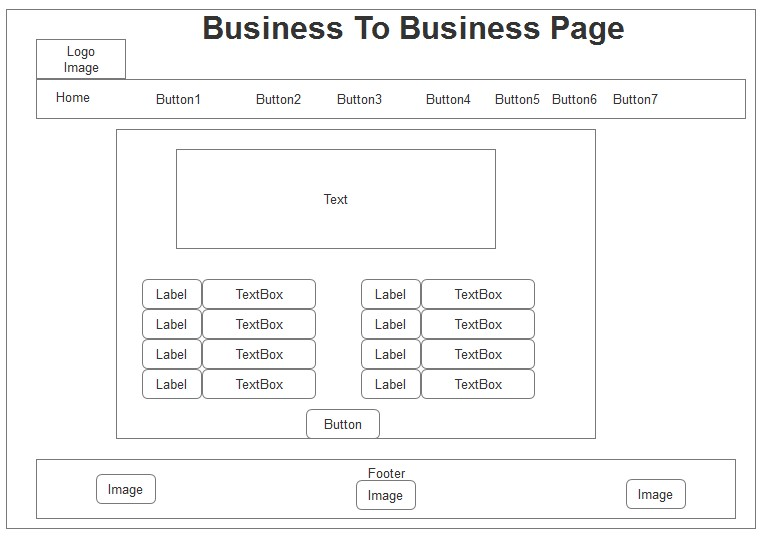 Business To Business Page
Logo
Image
Home Button1 Button2 Button3 Button4 Button5 Button6 Button7
Text
Label TextBox Label TextBox
Label TextBox Label TextBox
Label TextBox Label TextBox
Label TextBox Label TextBox
Button
Footer
Image Image Image